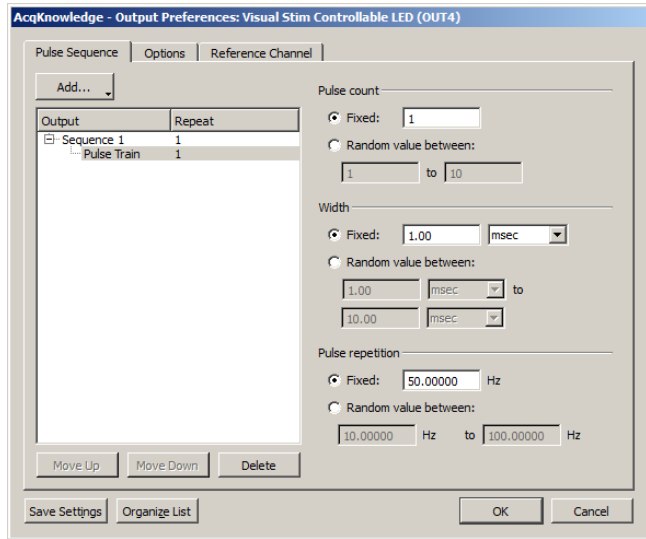 AcqKnowledge - Output Preferences: Visual Stim Controllable LED (OUT4)
Pulse Sequence Options Reference Channel
Add...
Output Repeat
Sequence 1 1
Pulse Train 1
Move Up Move Down Delete
Pulse count
Fixed: 1
Random value between:
1 to 10
Width
Fixed: 1.00 msec
Random value between:
1.00 msec to
10.00 msec
Pulse repetition
Fixed: 50.00000 Hz
Random value between:
10.00000 Hz to 100.00000 Hz
Save Settings Organize List OK Cancel